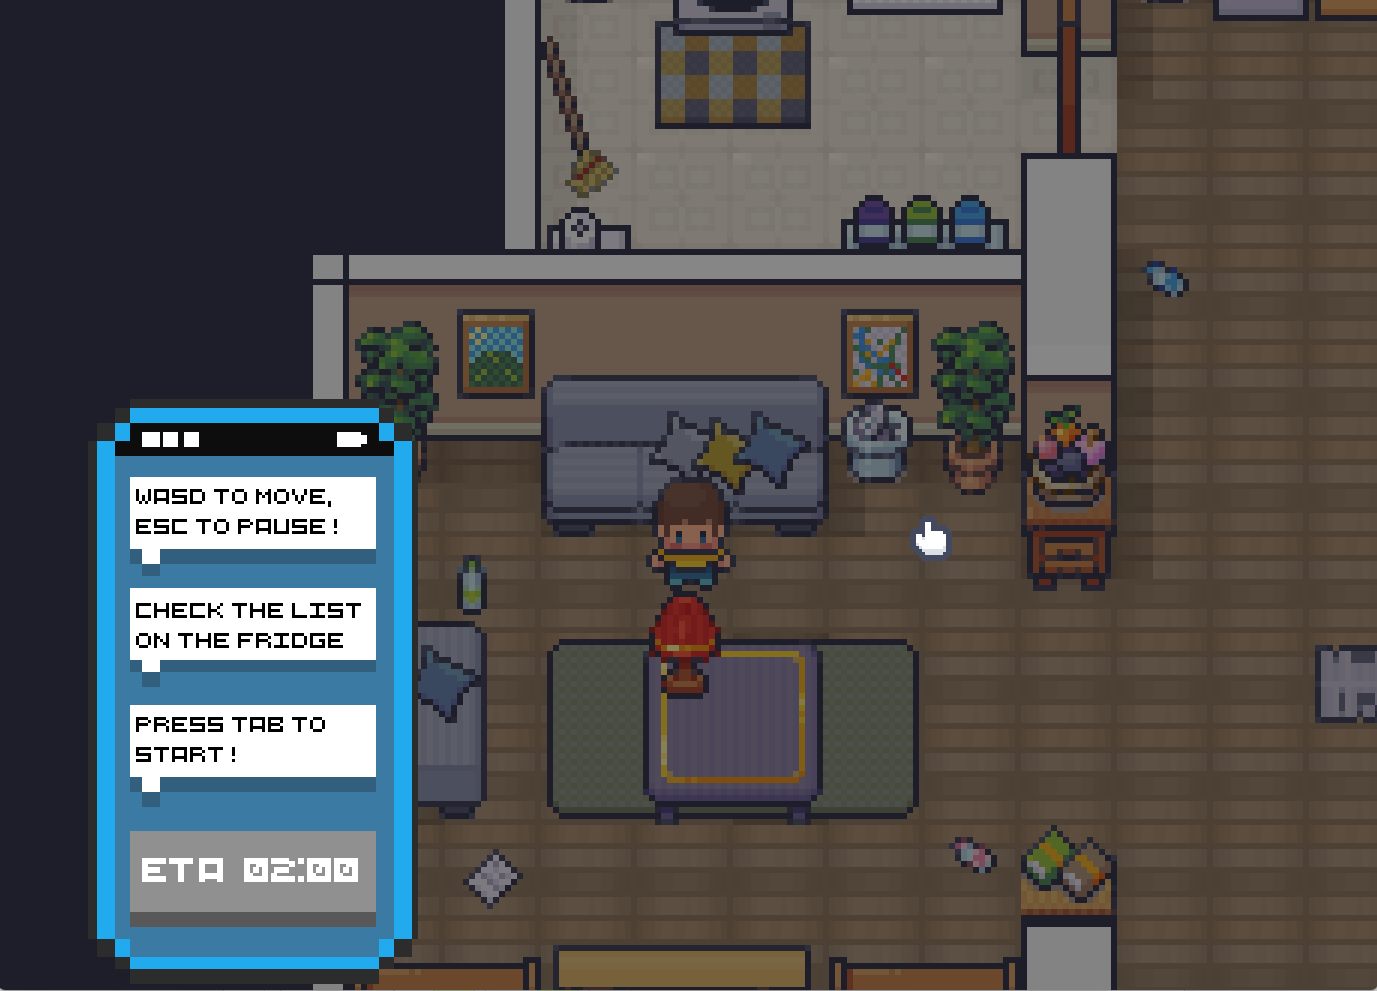 WASD TO MOVE,
ESC TO PAUSE!
CHECK THE LIST
ON THE FRIDGE
PRESS TAB TO
START!
ETA 02:00